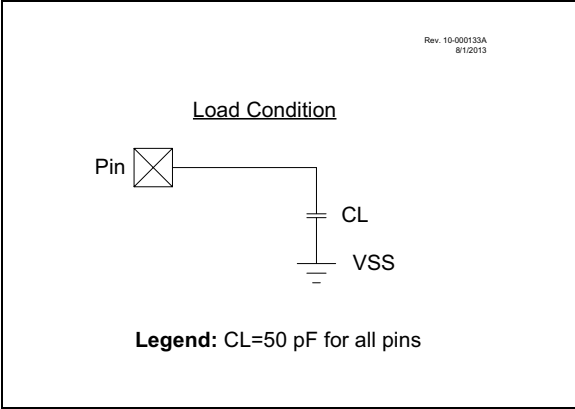 Rev. 10-000133A
8/1/2013
Load Condition
Pin
CL
VSS
Legend: CL=50 pF for all pins